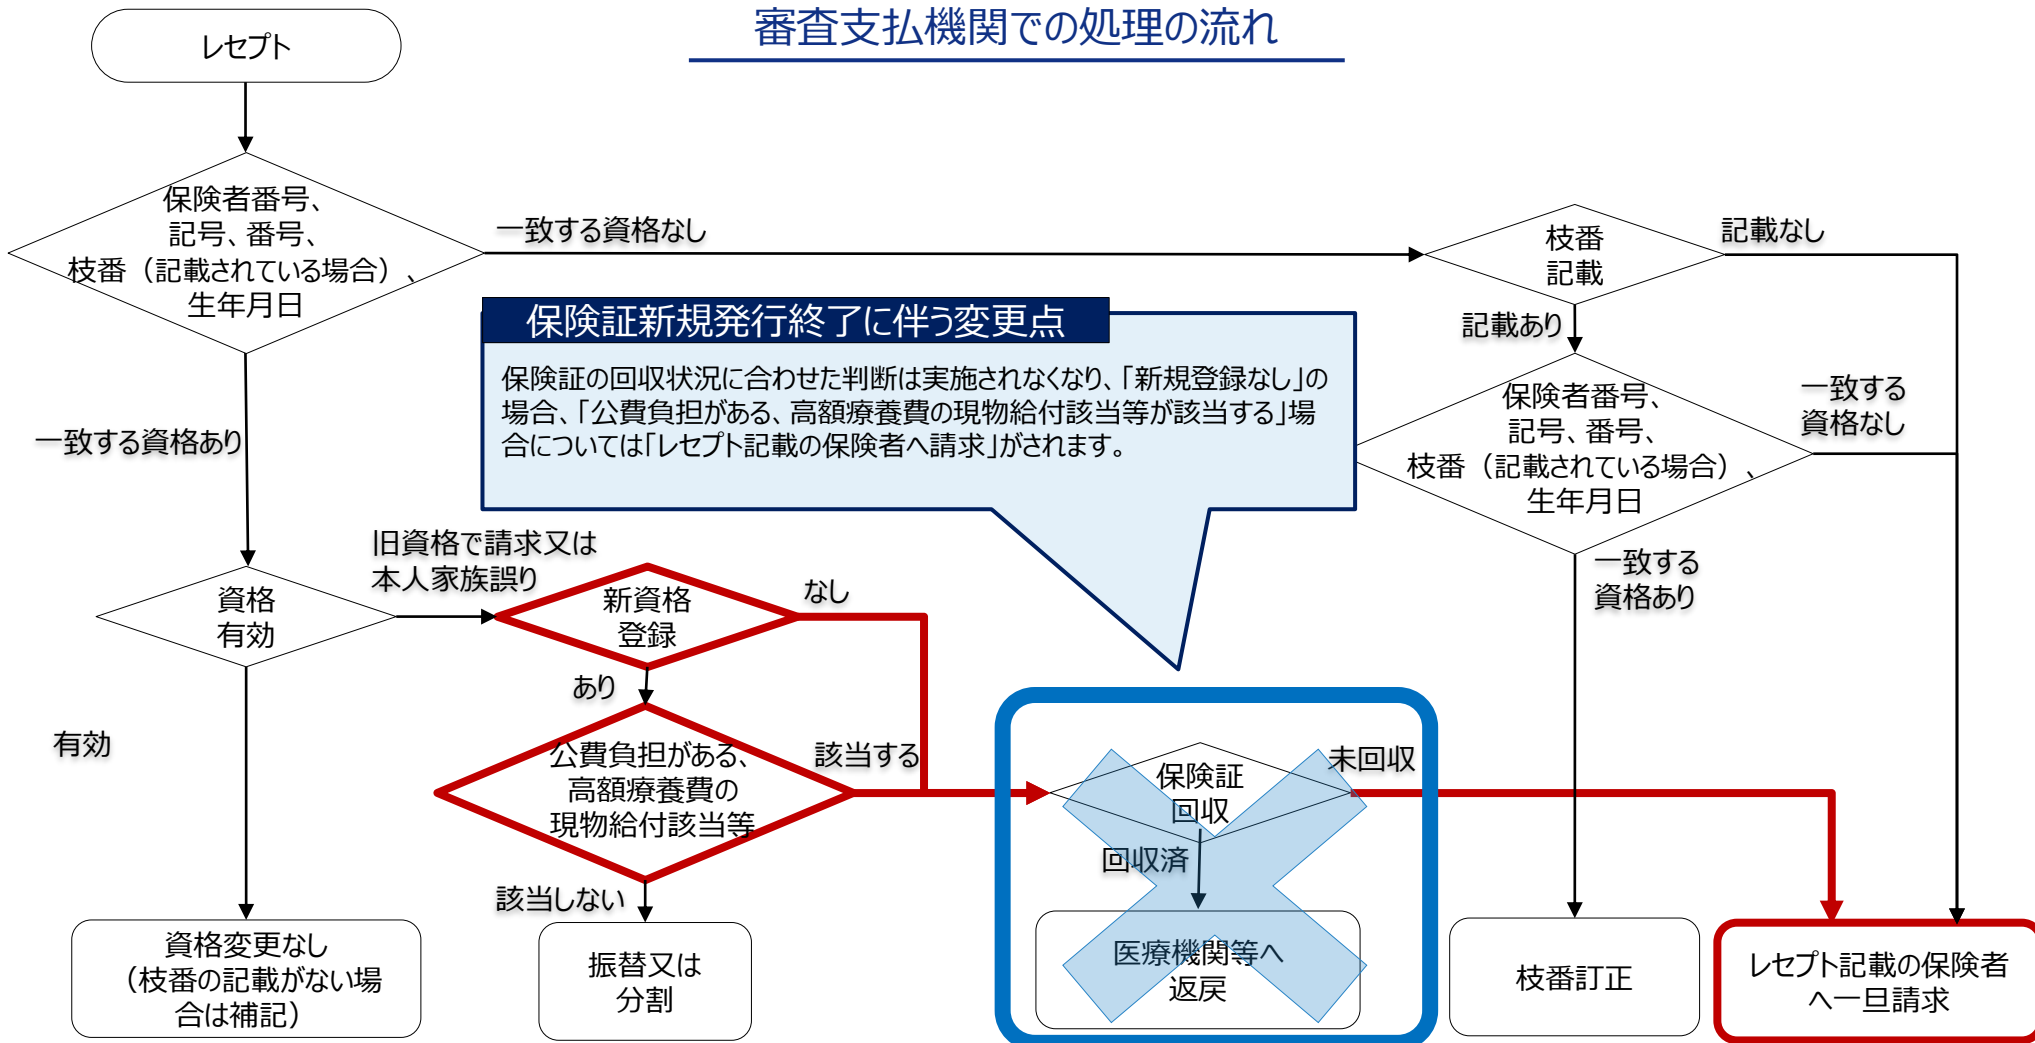 審査支払機関での処理の流れ
レセプト
保険者番号、
記号、番号、
枝番（記載されている場合）、
生年月日
一致する資格なし
枝番
記載
記載なし
記載あり
保険証新規発行終了に伴う変更点
保険証の回収状況に合わせた判断は実施されなくなり、「新規登録なし」の
場合、「公費負担がある、高額療養費の現物給付該当等が該当する」場
合については「レセプト記載の保険者へ請求」がされます。
保険者番号、
記号、番号、
枝番（記載されている場合）、
生年月日
一致する
資格なし
一致する資格あり
一致する
資格あり
資格
有効
旧資格で請求又は
本人家族誤り
新資格
登録
なし
あり
有効
公費負担がある、
高額療養費の
現物給付該当等
該当する
保険証
回収
未回収
回収済
該当しない
資格変更なし
（枝番の記載がない場
合は補記）
振替又は
分割
医療機関等へ
返戻
枝番訂正
レセプト記載の保険者
へ一旦請求